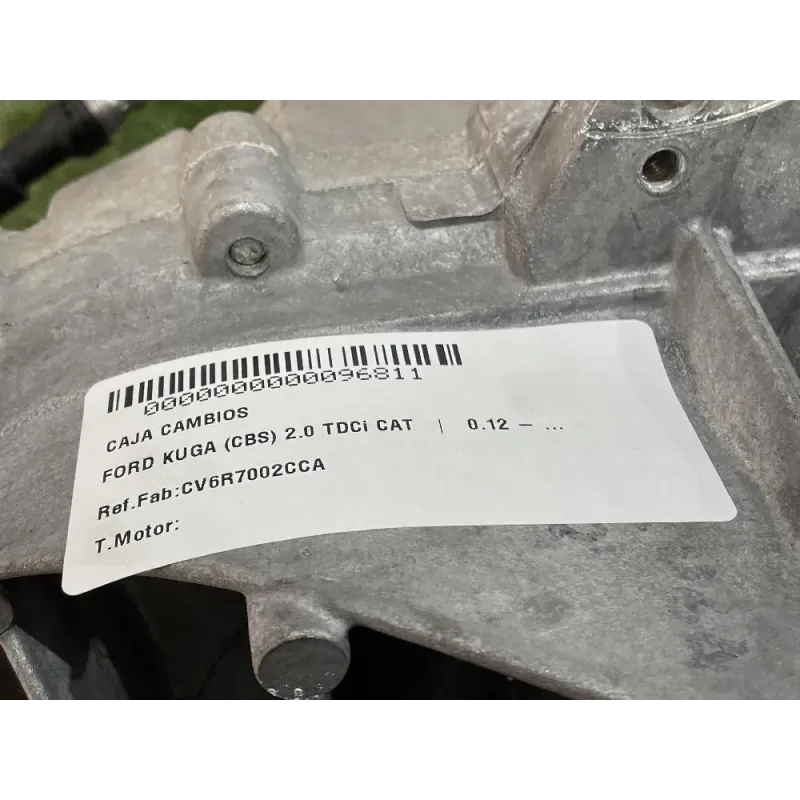 0000000000096811
CAJA CAMBIOS
FORD KUGA (CBS) 2.0 TDCi CAT | 0.12 – ...
Ref.Fab:CV6R7002CCA
T.Motor: